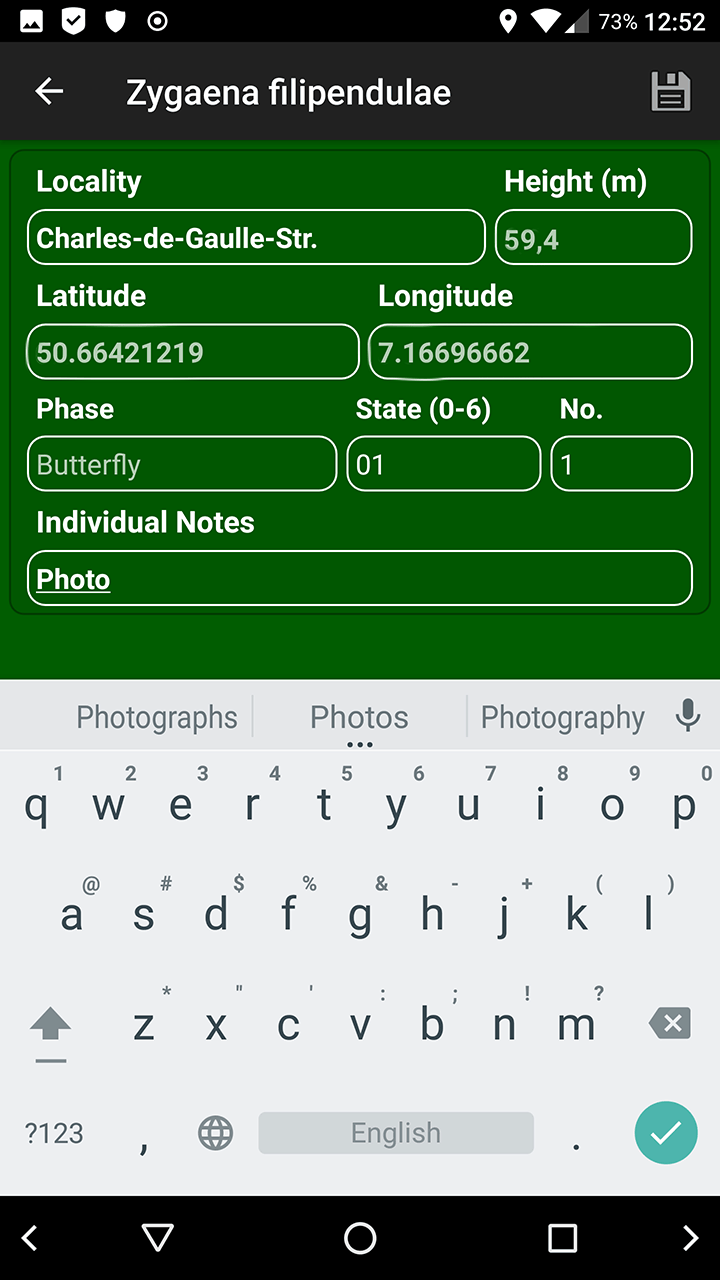 73% 12:52
Zygaena filipendulae
Locality Height (m)
Charles-de-Gaulle-Str. 59,4
Latitude Longitude
50.66421219 7.16696662
Phase State (0-6) No.
Butterfly 01 1
Individual Notes
Photo
Photographs Photos Photography
1 2 3 4 5 6 7 8 9 0
q w e r t y u i o p
@ # $ % & - + ( )
a s d f g h j k l
* " ' : ; ! ?
z x c v b n m
?123 , English .